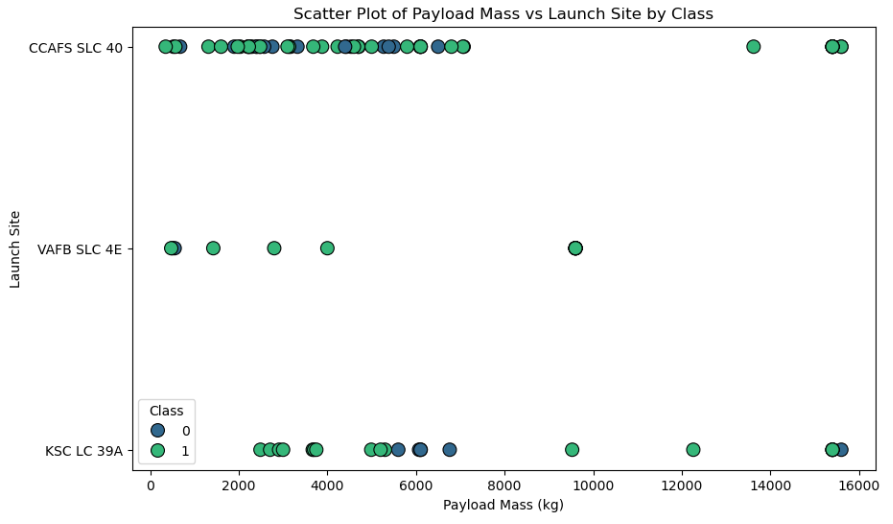 Scatter Plot of Payload Mass vs Launch Site by Class
CCAFS SLC 40
VAFB SLC 4E
KSC LC 39A
Launch Site
Class
0
1
0 2000 4000 6000 8000 10000 12000 14000 16000
Payload Mass (kg)